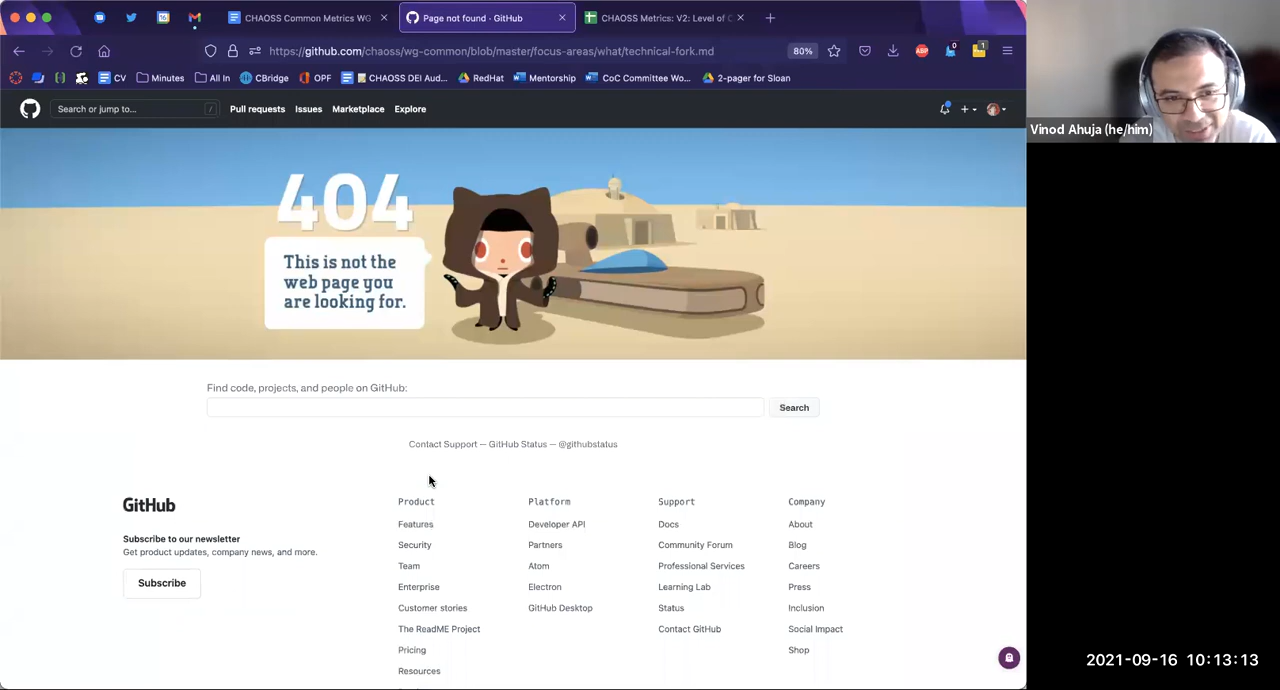 CHAOSS Common Metrics WG
Page not found · GitHub
CHAOSS Metrics: V2: Level of C
https://github.com/chaoss/wg-common/blob/master/focus-areas/what/technical-fork.md
80%
ABP
0
1
CV
Minutes
All In
CBridge
OPF
CHAOSS DEI Aud...
RedHat
Mentorship
CoC Committee Wo...
2-pager for Sloan
Search or jump to...
/
Pull requests
Issues
Marketplace
Explore
404
This is not the
web page you
are looking for.
Find code, projects, and people on GitHub:
Search
Contact Support — GitHub Status — @githubstatus
GitHub
Subscribe to our newsletter
Get product updates, company news, and more.
Subscribe
Product
Features
Security
Team
Enterprise
Customer stories
The ReadME Project
Pricing
Resources
Platform
Developer API
Partners
Atom
Electron
GitHub Desktop
Support
Docs
Community Forum
Professional Services
Learning Lab
Status
Contact GitHub
Company
About
Blog
Careers
Press
Inclusion
Social Impact
Shop
Vinod Ahuja (he/him)
2021-09-16 10:13:13